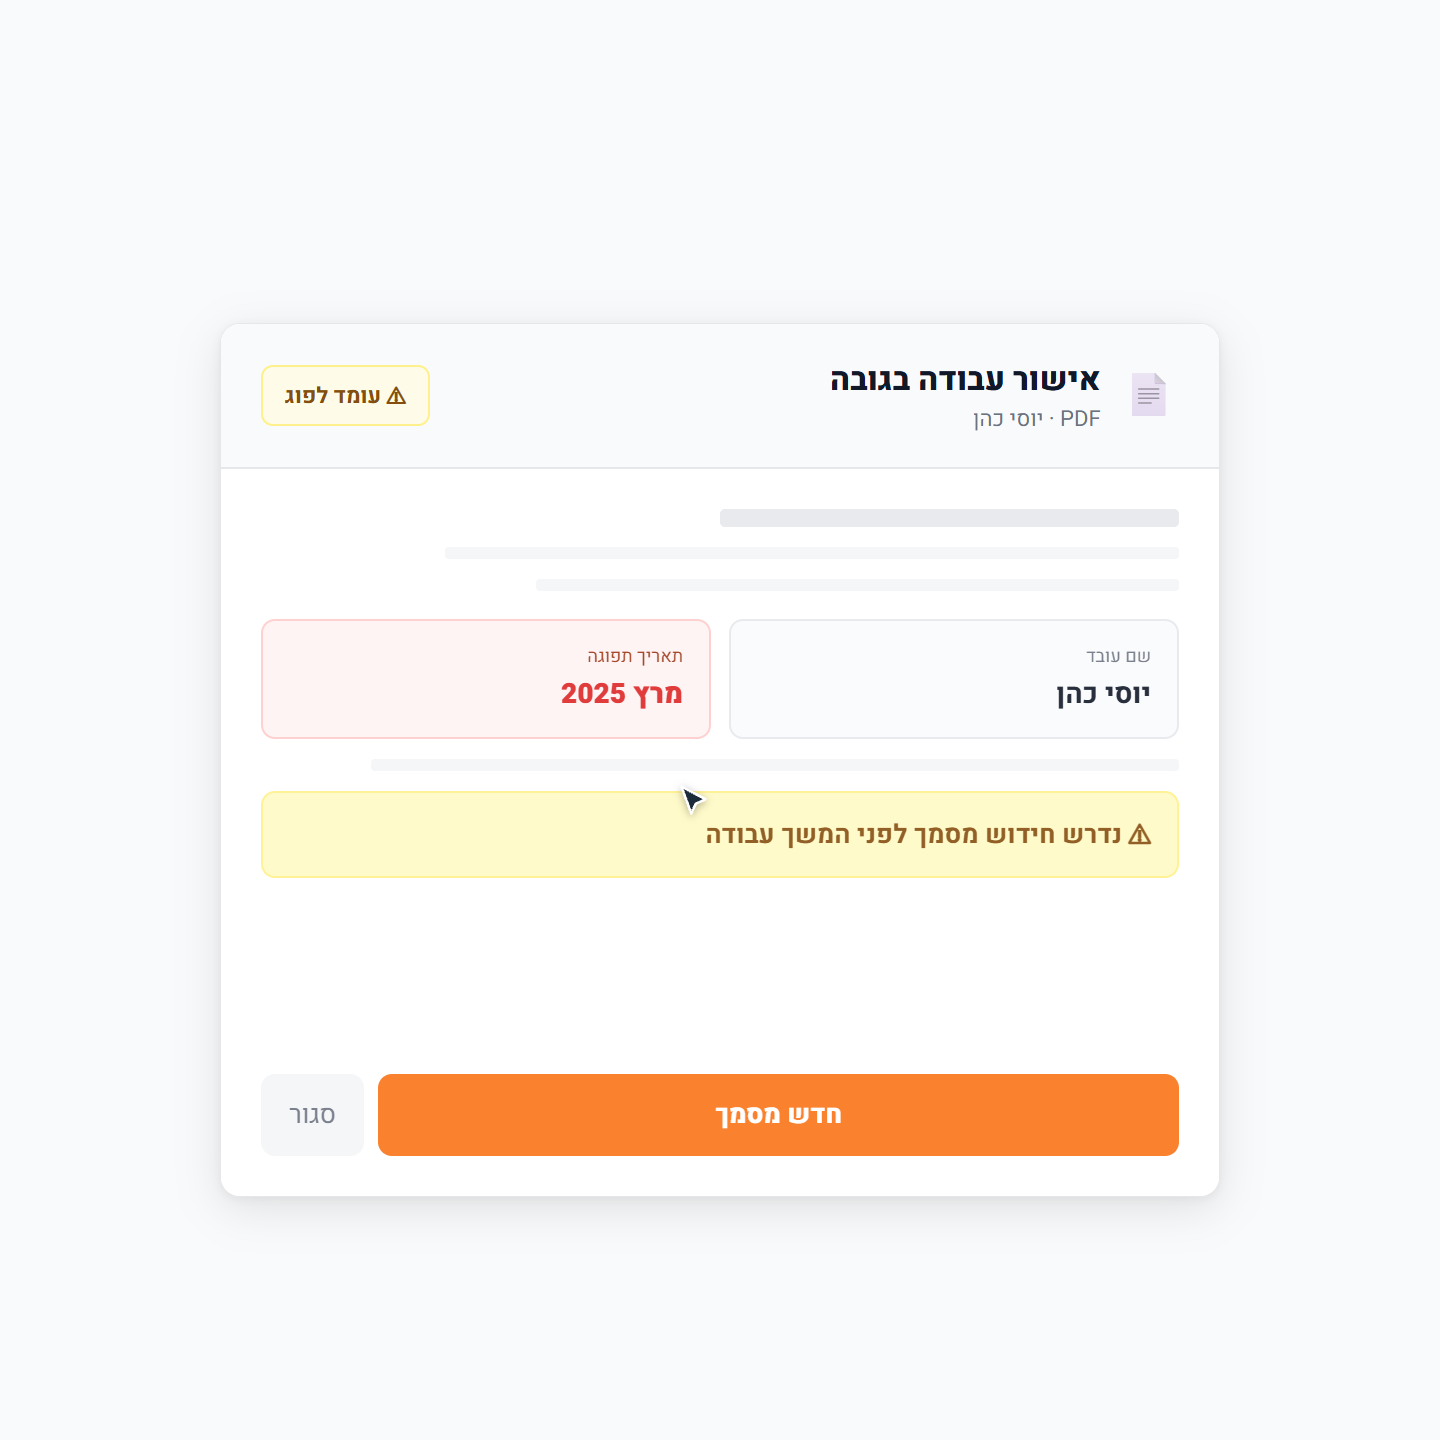 אישור עבודה בגובה
PDF · יוסי כהן
⚠ עומד לפוג
שם עובד
יוסי כהן
תאריך תפוגה
מרץ 2025
⚠ נדרש חידוש מסמך לפני המשך עבודה
חדש מסמך
סגור